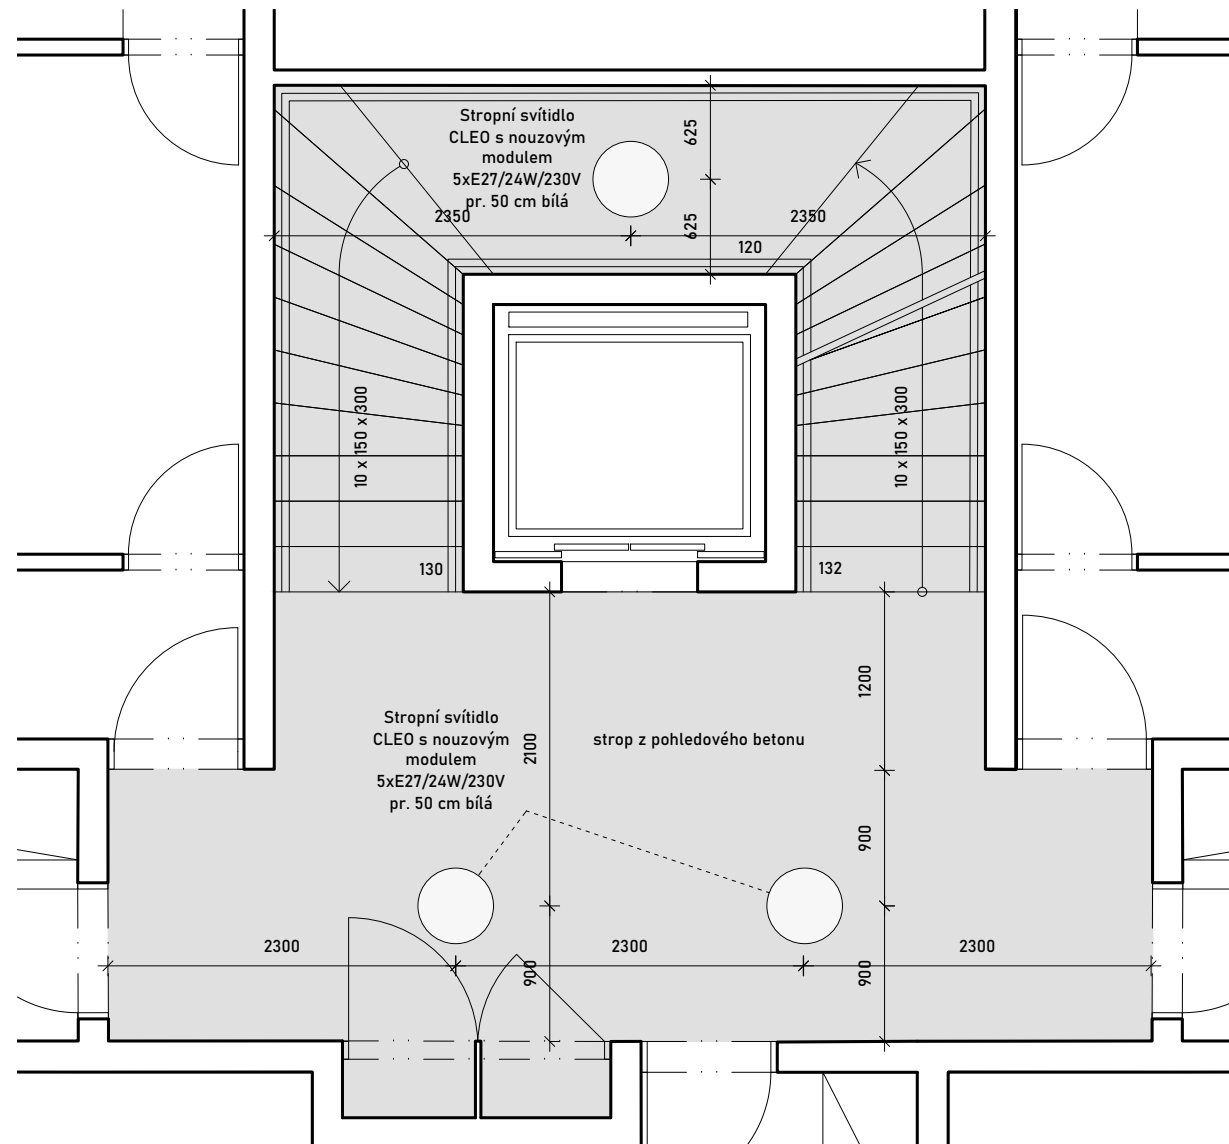 Stropní svítidlo
CLEO s nouzovým
modulem
5xE27/24W/230V
pr. 50 cm bílá
625
2350
625
2350
120
10 x 150 x 300
10 x 150 x 300
130
132
1200
Stropní svítidlo
CLEO s nouzovým
modulem
5xE27/24W/230V
pr. 50 cm bílá
2100
strop z pohledového betonu
900
2300
2300
2300
900
900